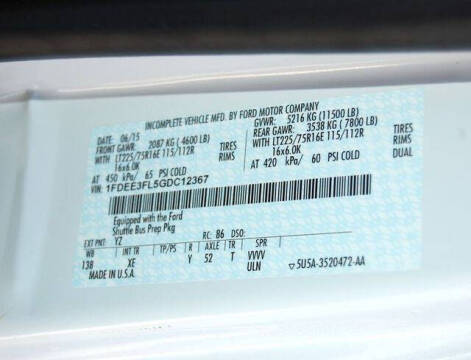 INCOMPLETE VEHICLE MFD. BY FORD MOTOR COMPANY
DATE: 06/15 GVWR: 5216 KG (11500 LB)
FRONT GAWR: 2087 KG (4600 LB) REAR GAWR: 3538 KG (7800 LB)
WITH LT225/75R16E 115/112R TIRES WITH LT225/75R16E 115/112R TIRES
16x6.0K RIMS 16x6.0K RIMS
AT 450 kPa/ 65 PSI COLD AT 420 kPa/ 60 PSI COLD DUAL
VIN: 1FDEE3FL5GDC12367
Equipped with the Ford
Shuttle Bus Prep Pkg
EXT PNT: YZ RC: 86 DSO:
WB INT TR TP/PS R AXLE TR SPR
138 XE Y 52 T VVVV
MADE IN U.S.A. ULN ▽5U5A-3520472-AA